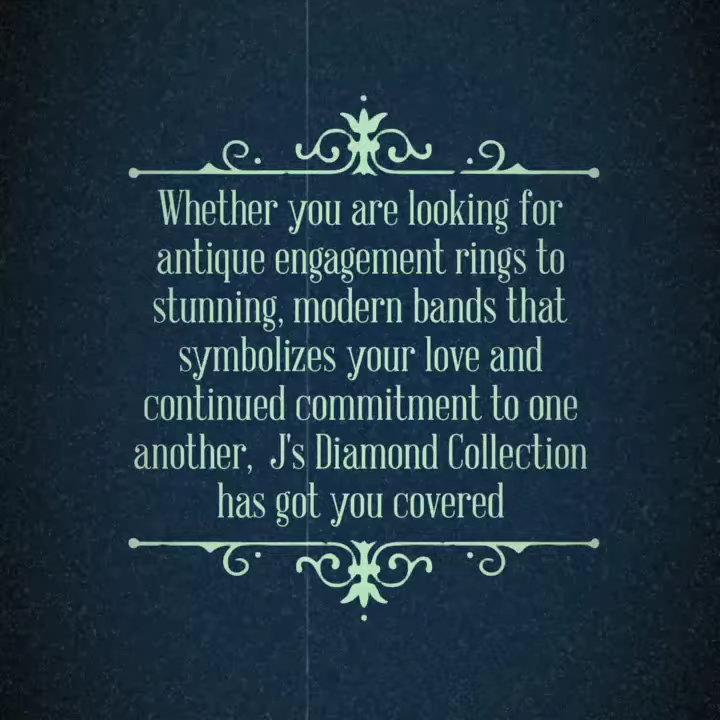 Whether you are looking for
antique engagement rings to
stunning, modern bands that
symbolizes your love and
continued commitment to one
another,  J's Diamond Collection
has got you covered